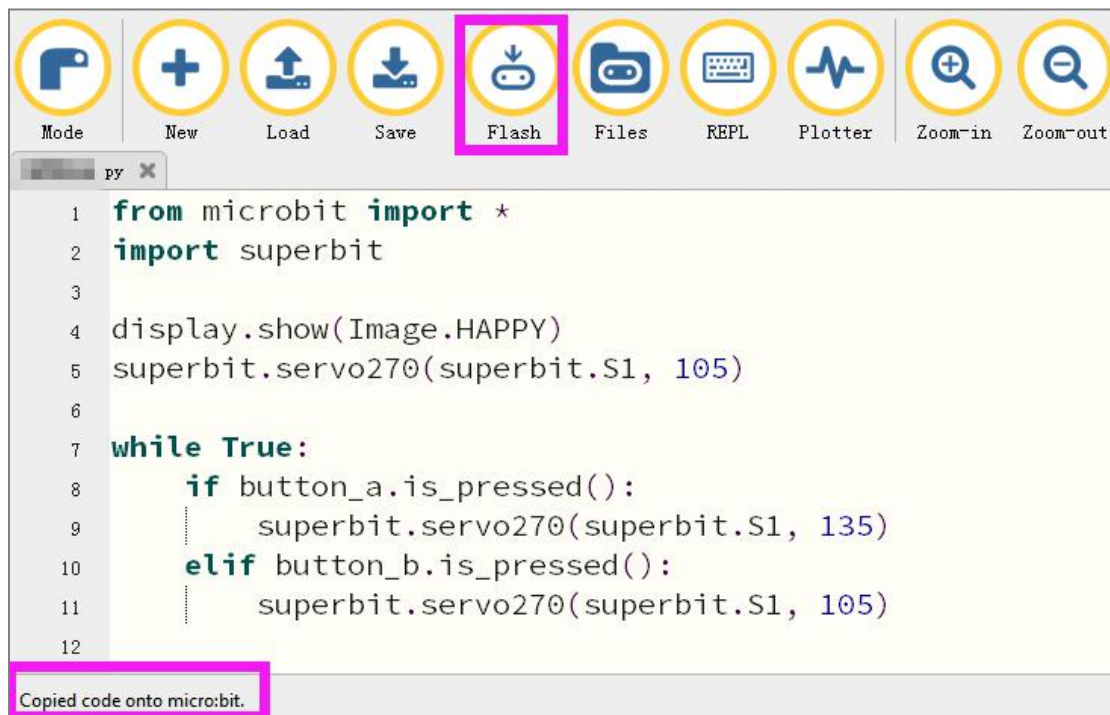 Mode New Load Save Flash Files REPL Plotter Zoom-in Zoom-out
py
1 from microbit import *
2 import superbit
3
4 display.show(Image.HAPPY)
5 superbit.servo270(superbit.S1, 105)
6
7 while True:
8 if button_a.is_pressed():
9 superbit.servo270(superbit.S1, 135)
10 elif button_b.is_pressed():
11 superbit.servo270(superbit.S1, 105)
12
Copied code onto micro:bit.